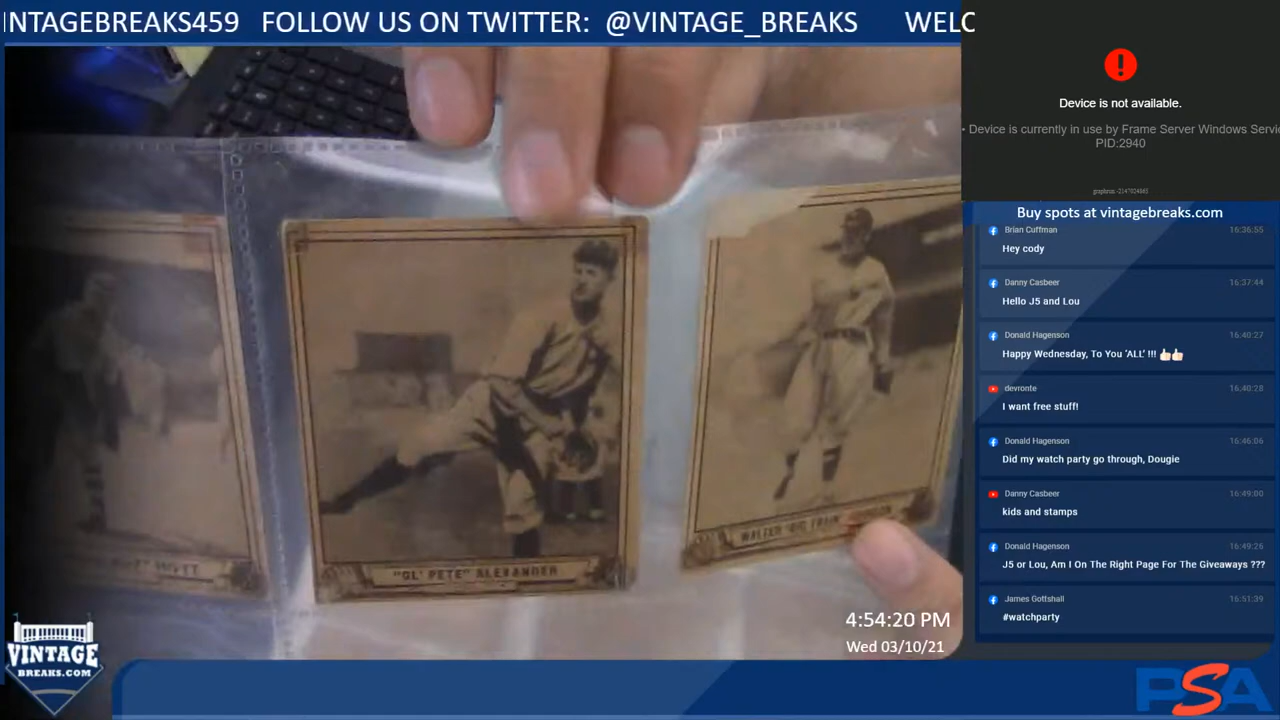 INTAGEBREAKS459 FOLLOW US ON TWITTER: @VINTAGE_BREAKS WELC
!
Device is not available.
• Device is currently in use by Frame Server Windows Servi
PID:2940
Buy spots at vintagebreaks.com
Brian Cuffman 16:36:55
Hey cody
Danny Casbeer 16:37:44
Hello J5 and Lou
Donald Hagenson 16:40:27
Happy Wednesday, To You 'ALL' !!! 👍🏻👍🏻
devronte 16:40:28
I want free stuff!
Donald Hagenson 16:46:06
Did my watch party go through, Dougie
Danny Casbeer 16:49:00
kids and stamps
Donald Hagenson 16:49:26
J5 or Lou, Am I On The Right Page For The Giveaways ???
James Gottshall 16:51:39
#watchparty
HOYT
"OL' PETE" ALEXANDER
WALTER "BIG TRAIN"
4:54:20 PM
Wed 03/10/21
VINTAGE
BREAKS.COM
PSA